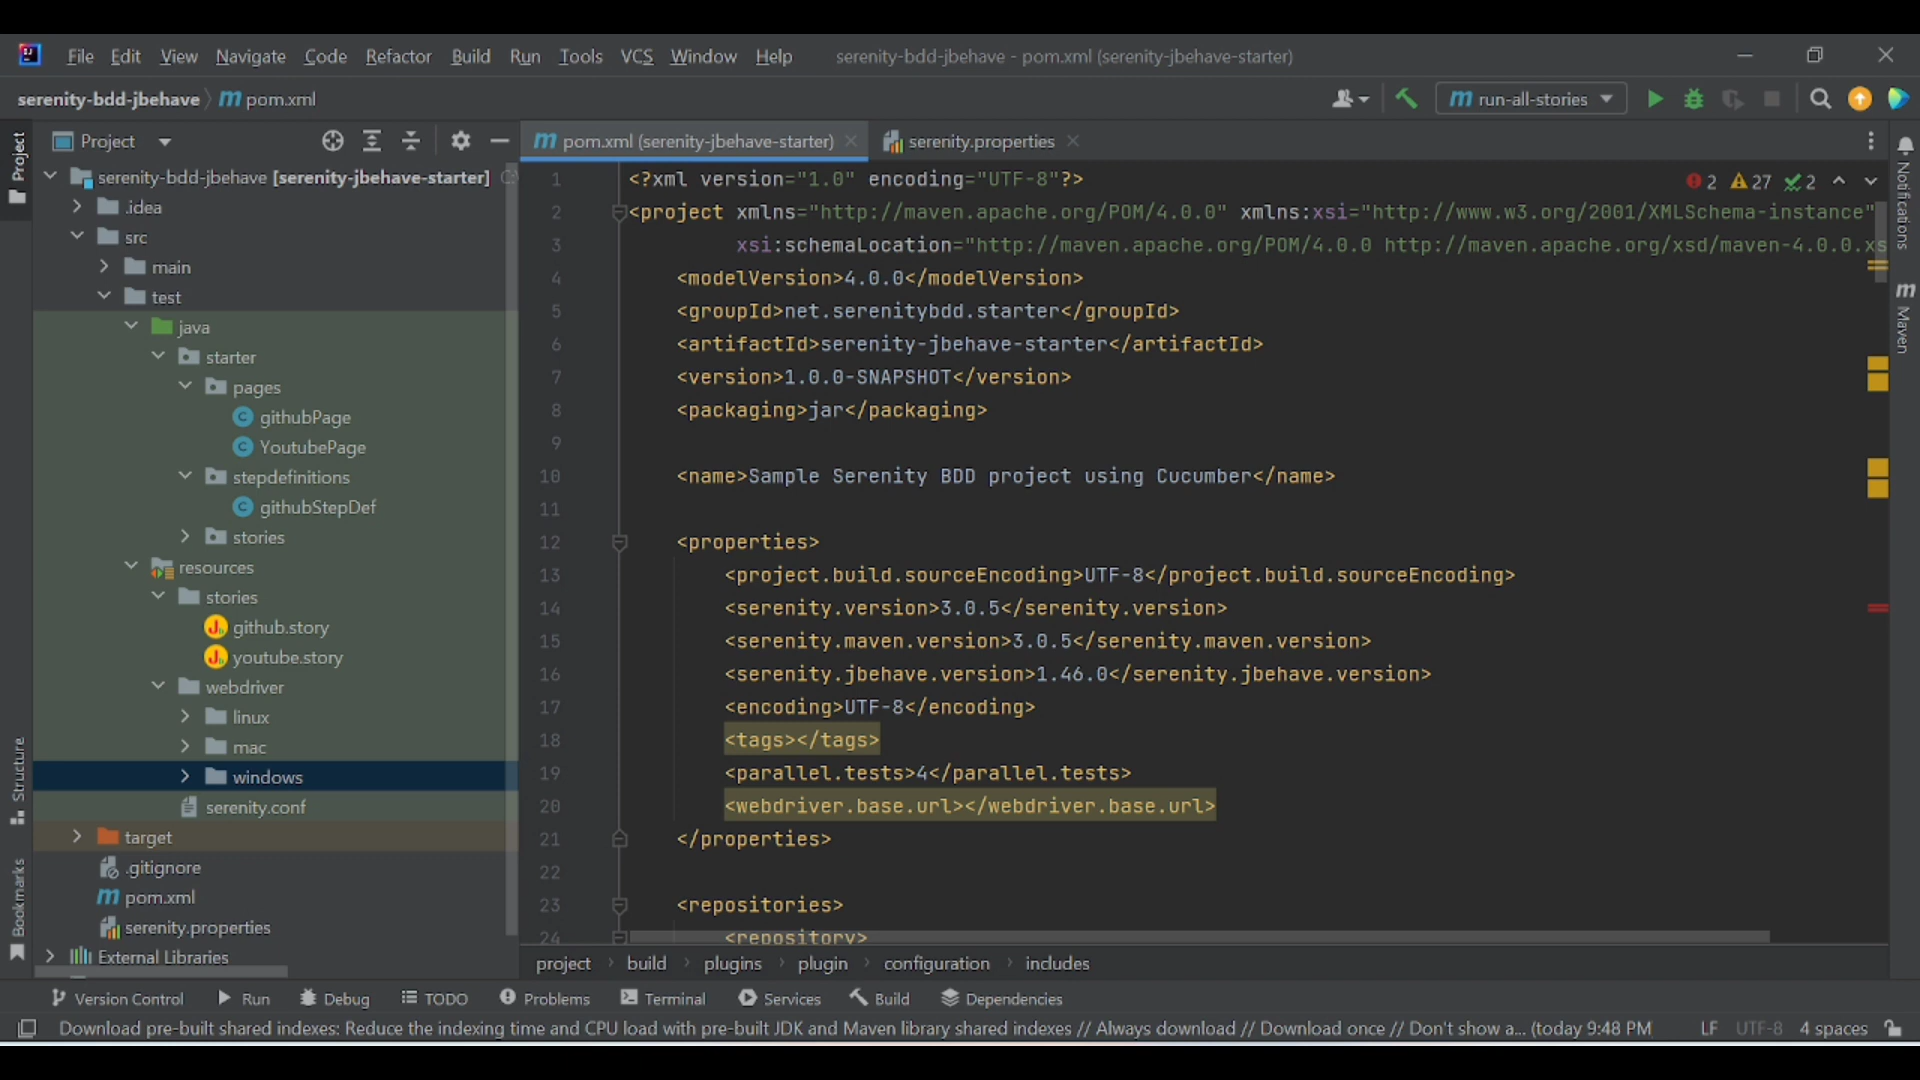 File Edit View Navigate Code Refactor Build Run Tools VCS Window Help serenity-bdd-jbehave - pom.xml (serenity-jbehave-starter)
serenity-bdd-jbehave pom.xml run-all-stories
Project
pom.xml (serenity-jbehave-starter) serenity.properties
Project
Structure
Bookmarks
serenity-bdd-jbehave [serenity-jbehave-starter]
.idea
src
main
test
java
starter
pages
githubPage
YoutubePage
stepdefinitions
githubStepDef
stories
resources
stories
github.story
youtube.story
webdriver
linux
mac
windows
serenity.conf
target
.gitignore
pom.xml
serenity.properties
External Libraries
2 27 2
1 <?xml version="1.0" encoding="UTF-8"?>
2 <project xmlns="http://maven.apache.org/POM/4.0.0" xmlns:xsi="http://www.w3.org/2001/XMLSchema-instance"
3 xsi:schemaLocation="http://maven.apache.org/POM/4.0.0 http://maven.apache.org/xsd/maven-4.0.0.xs
4 <modelVersion>4.0.0</modelVersion>
5 <groupId>net.serenitybdd.starter</groupId>
6 <artifactId>serenity-jbehave-starter</artifactId>
7 <version>1.0.0-SNAPSHOT</version>
8 <packaging>jar</packaging>
9
10 <name>Sample Serenity BDD project using Cucumber</name>
11
12 <properties>
13 <project.build.sourceEncoding>UTF-8</project.build.sourceEncoding>
14 <serenity.version>3.0.5</serenity.version>
15 <serenity.maven.version>3.0.5</serenity.maven.version>
16 <serenity.jbehave.version>1.46.0</serenity.jbehave.version>
17 <encoding>UTF-8</encoding>
18 <tags></tags>
19 <parallel.tests>4</parallel.tests>
20 <webdriver.base.url></webdriver.base.url>
21 </properties>
22
23 <repositories>
24 <repository>
Notifications
Maven
project build plugins plugin configuration includes
Version Control Run Debug TODO Problems Terminal Services Build Dependencies
Download pre-built shared indexes: Reduce the indexing time and CPU load with pre-built JDK and Maven library shared indexes // Always download // Download once // Don't show a... (today 9:48 PM LF UTF-8 4 spaces